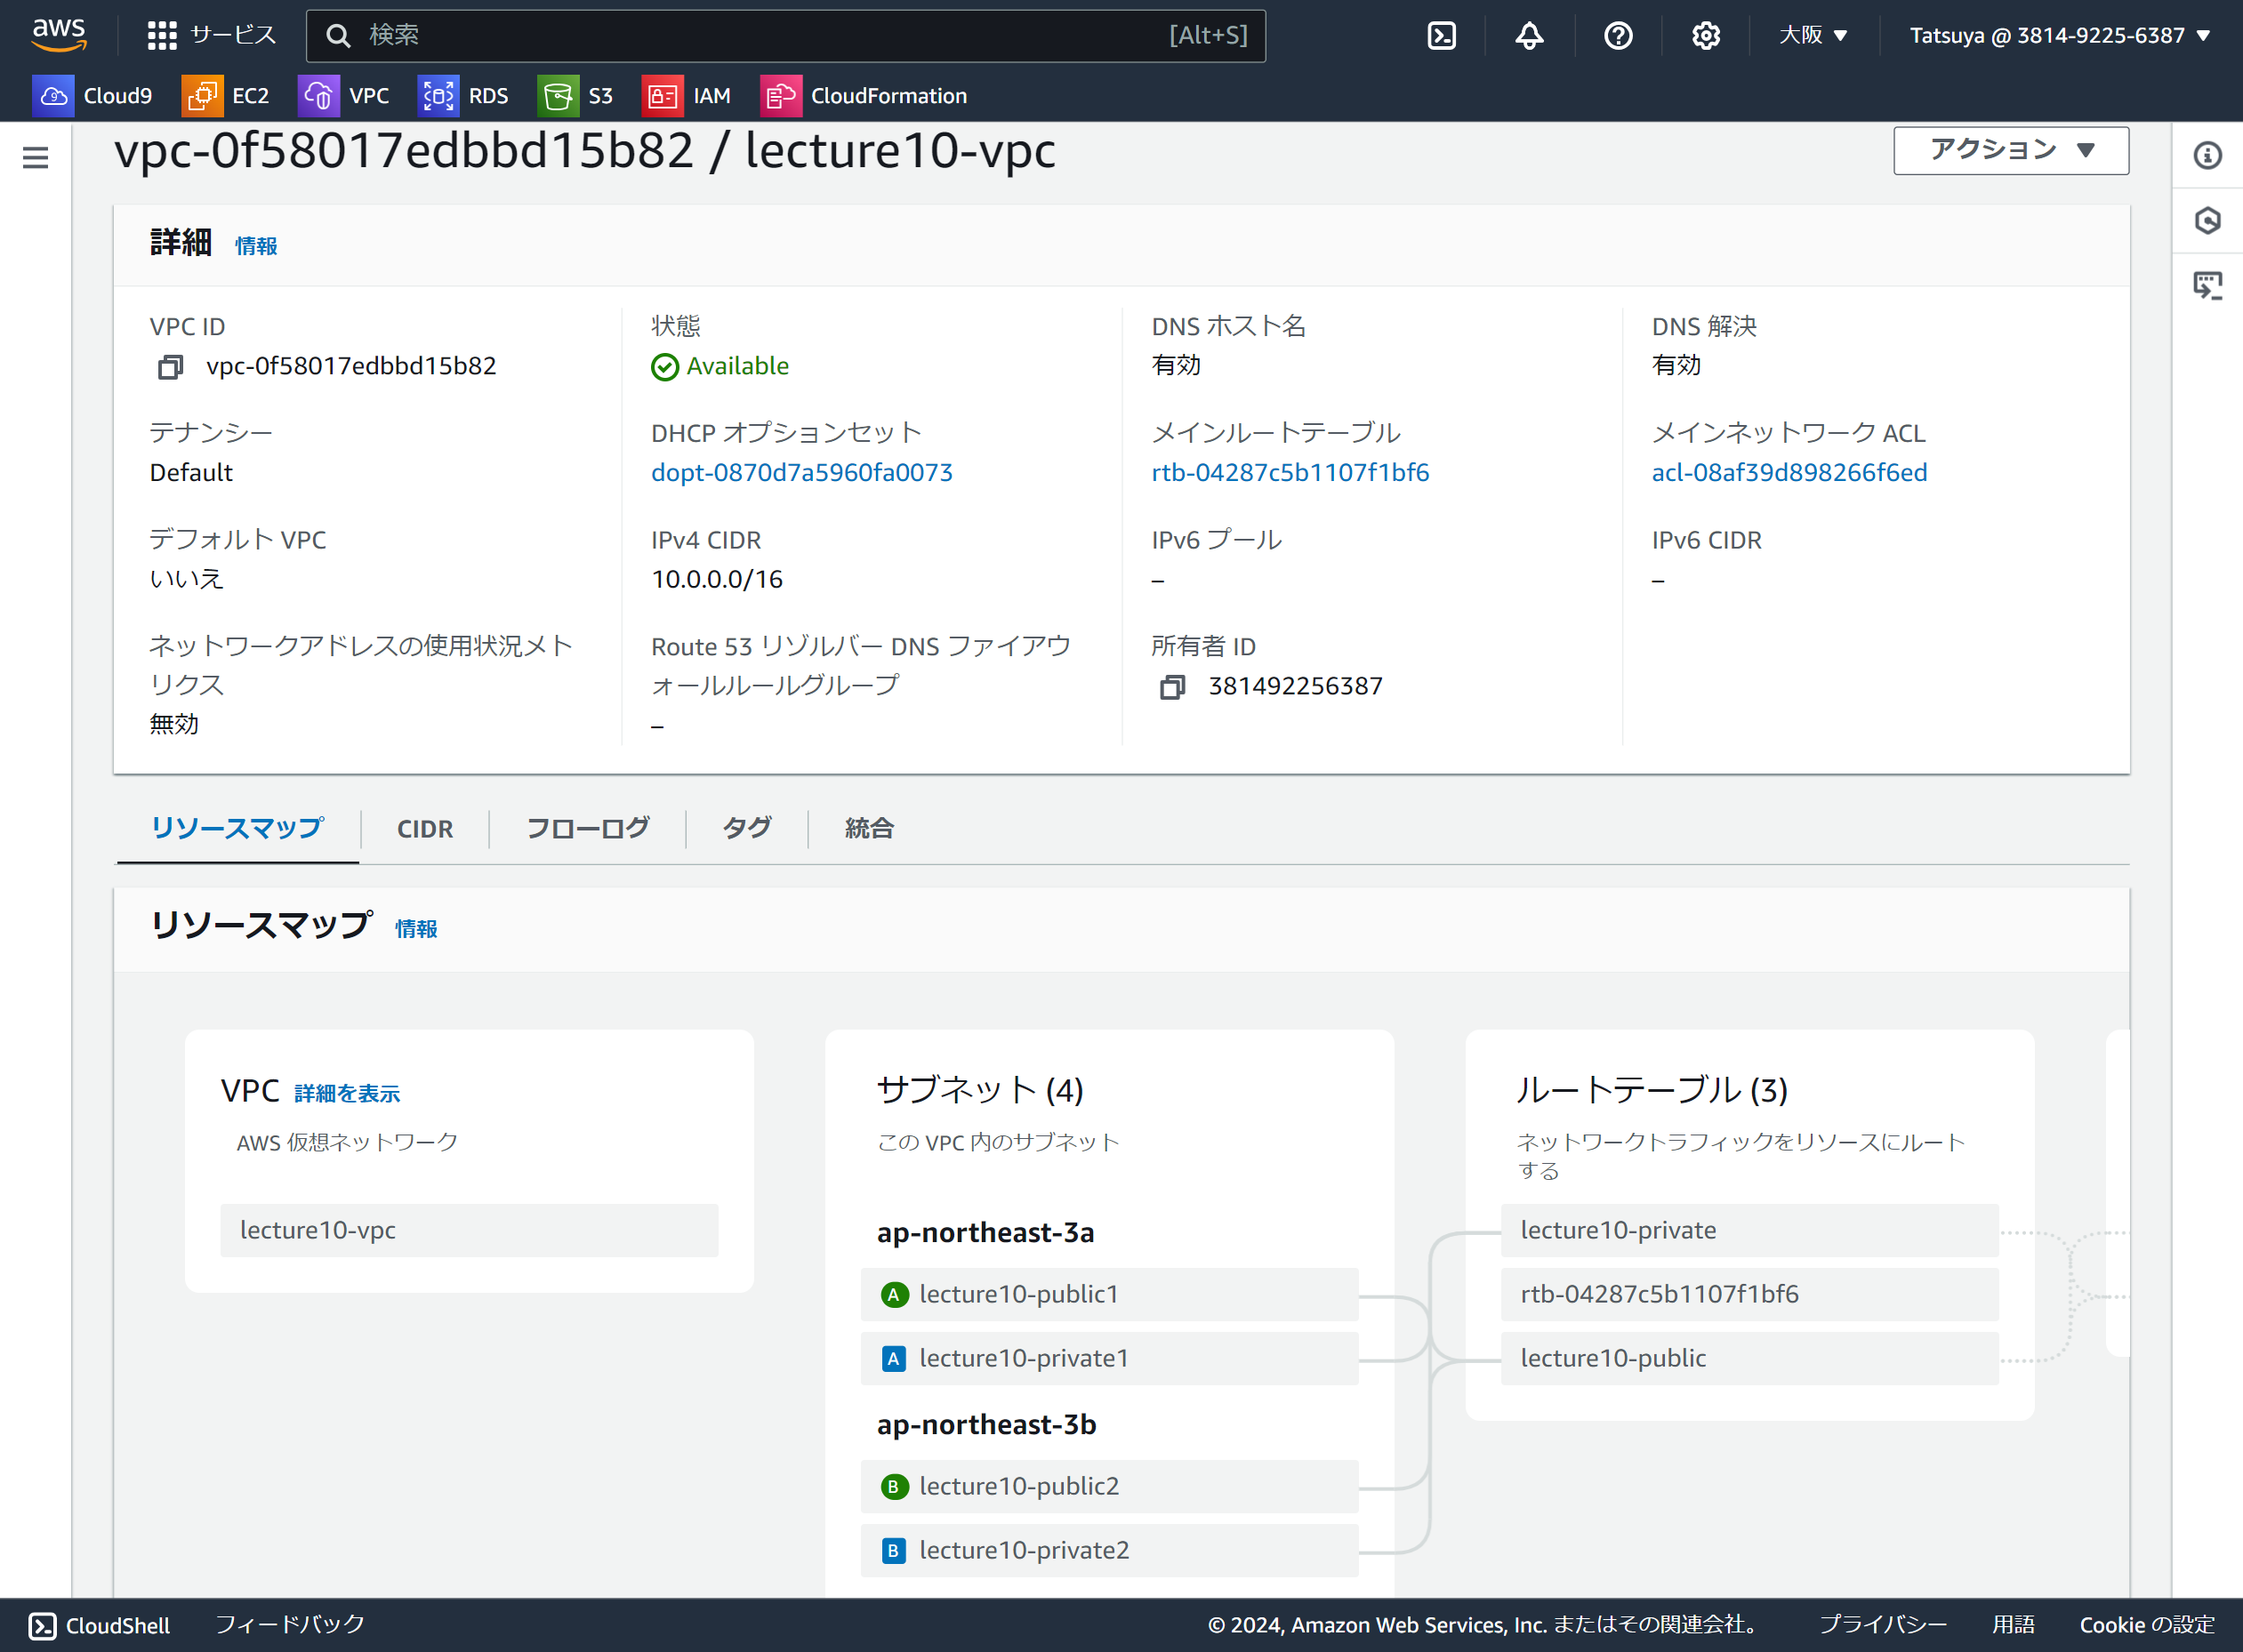 aws サービス 検索 [Alt+S] 大阪 ▼ Tatsuya @ 3814-9225-6387 ▼
Cloud9 EC2 VPC RDS S3 IAM CloudFormation
vpc-0f58017edbbd15b82 / lecture10-vpc アクション ▼
詳細 情報
VPC ID 状態 DNS ホスト名 DNS 解決
vpc-0f58017edbbd15b82 Available 有効 有効
テナンシー DHCP オプションセット メインルートテーブル メインネットワーク ACL
Default dopt-0870d7a5960fa0073 rtb-04287c5b1107f1bf6 acl-08af39d898266f6ed
デフォルト VPC IPv4 CIDR IPv6 プール IPv6 CIDR
いいえ 10.0.0.0/16 – –
ネットワークアドレスの使用状況メト Route 53 リゾルバー DNS ファイアウ 所有者 ID
リクス ォールルールグループ 381492256387
無効 –
リソースマップ CIDR フローログ タグ 統合
リソースマップ 情報
VPC 詳細を表示
AWS 仮想ネットワーク
lecture10-vpc
サブネット (4)
この VPC 内のサブネット
ap-northeast-3a
A lecture10-public1
A lecture10-private1
ap-northeast-3b
B lecture10-public2
B lecture10-private2
ルートテーブル (3)
ネットワークトラフィックをリソースにルート
する
lecture10-private
rtb-04287c5b1107f1bf6
lecture10-public
CloudShell フィードバック © 2024, Amazon Web Services, Inc. またはその関連会社。 プライバシー 用語 Cookie の設定